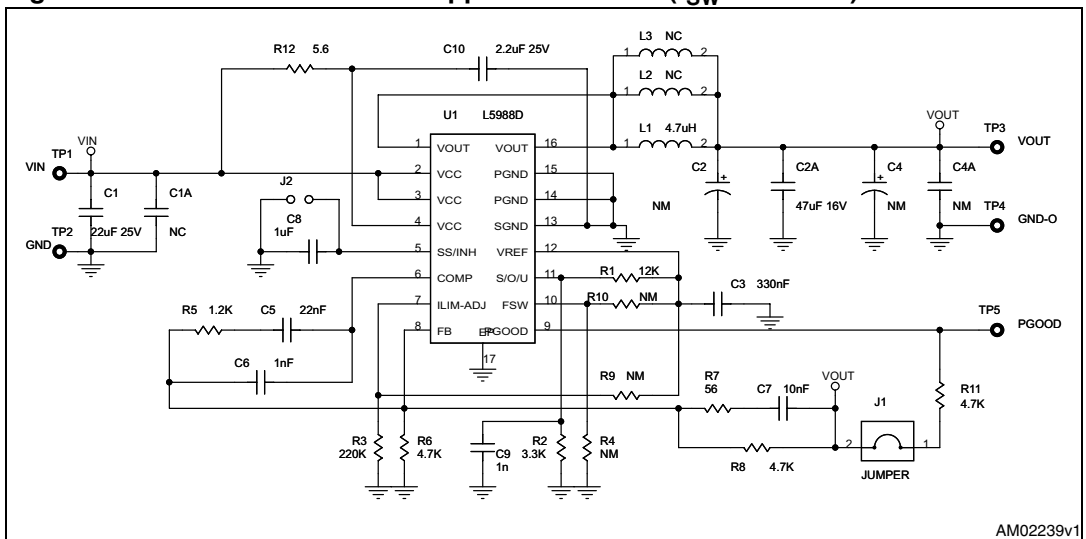 SW
L3 NC
1 2
L2 NC
1 2
L1 4.7uH
1 2
R12 5.6
C10 2.2uF 25V
U1 L5988D
1 VOUT VOUT 16
2 VCC PGND 15
3 VCC PGND 14
4 VCC SGND 13
5 SS/INH VREF 12
6 COMP S/O/U 11
7 ILIM-ADJ FSW 10
8 FB PGOOD 9
EP
17
VIN
TP1
VIN
C1
22uF 25V
C1A
NC
TP2
GND
J2
C8
1uF
C2
NM
C2A
47uF 16V
C4
NM
C4A
NM
VOUT
TP3
VOUT
TP4
GND-O
R1 12K
R10 NM
C3 330nF
TP5
PGOOD
R5 1.2K
C5 22nF
C6 1nF
R9 NM
R7
56
C7 10nF
VOUT
J1
2 1
JUMPER
R11
4.7K
R8 4.7K
R3
220K
R6
4.7K
C9
1n
R2
3.3K
R4
NM
AM02239v1